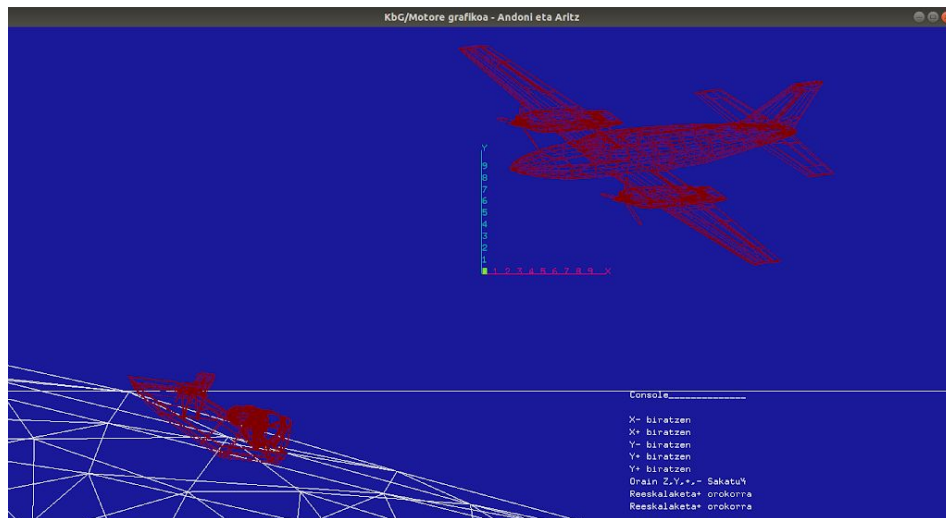 KbG/Motore grafikoa - Andoni eta Aritz
Y
9
8
7
6
5
4
3
2
1
1 2 3 4 5 6 7 8 9 X
Console______________
X- biratzen
X+ biratzen
Y- biratzen
Y+ biratzen
Y+ biratzen
Orain Z,Y,+,- Sakatu
Reeskalaketa+ orokorra
Reeskalaketa+ orokorra